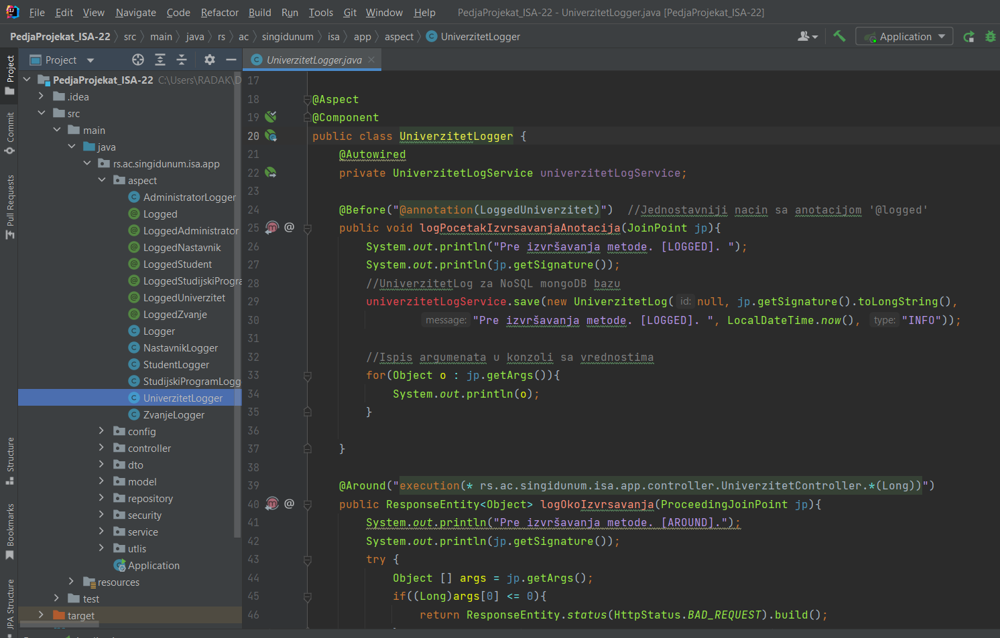 File Edit View Navigate Code Refactor Build Run Tools Git Window Help PedjaProjekat_ISA-22 - UniverzitetLogger.java [PedjaProjekat_ISA-22]
PedjaProjekat_ISA-22 src main java rs ac singidunum isa app aspect UniverzitetLogger Application
Project
Project
Commit
Pull Requests
Structure
Bookmarks
JPA Structure
PedjaProjekat_ISA-22 C:\Users\RADAK\D
.idea
src
main
java
rs.ac.singidunum.isa.app
aspect
AdministratorLogger
Logged
LoggedAdministrator
LoggedNastavnik
LoggedStudent
LoggedStudijskiProgra
LoggedUniverzitet
LoggedZvanje
Logger
NastavnikLogger
StudentLogger
StudijskiProgramLogg
UniverzitetLogger
ZvanjeLogger
config
controller
dto
model
repository
security
service
utlis
Application
resources
test
target
UniverzitetLogger.java
17
18 @Aspect
19 @Component
20 public class UniverzitetLogger {
21 @Autowired
22 private UniverzitetLogService univerzitetLogService;
23
24 @Before("@annotation(LoggedUniverzitet)") //Jednostavniji nacin sa anotacijom '@logged'
25 @ public void logPocetakIzvrsavanjaAnotacija(JoinPoint jp){
26 System.out.println("Pre izvršavanja metode. [LOGGED]. ");
27 System.out.println(jp.getSignature());
28 //UniverzitetLog za NoSQL mongoDB bazu
29 univerzitetLogService.save(new UniverzitetLog( id: null, jp.getSignature().toLongString(),
30 message: "Pre izvršavanja metode. [LOGGED]. ", LocalDateTime.now(), type: "INFO"));
31
32 //Ispis argumenata u konzoli sa vrednostima
33 for(Object o : jp.getArgs()){
34 System.out.println(o);
35 }
36
37 }
38
39 @Around("execution(* rs.ac.singidunum.isa.app.controller.UniverzitetController.*(Long))")
40 @ public ResponseEntity<Object> logOkoIzvrsavanja(ProceedingJoinPoint jp){
41 System.out.println("Pre izvršavanja metode. [AROUND].");
42 System.out.println(jp.getSignature());
43 try {
44 Object [] args = jp.getArgs();
45 if((Long)args[0] <= 0){
46 return ResponseEntity.status(HttpStatus.BAD_REQUEST).build();